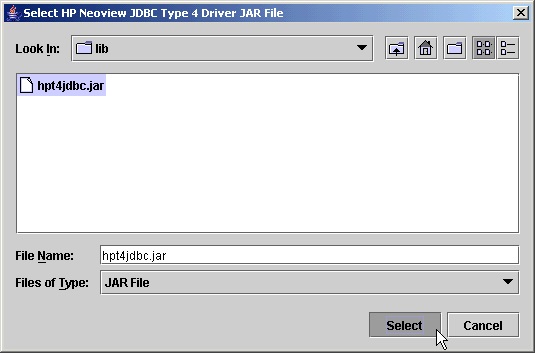 Select HP Neoview JDBC Type 4 Driver JAR File
Look In: lib
hpt4jdbc.jar
File Name: hpt4jdbc.jar
Files of Type: JAR File
Select Cancel